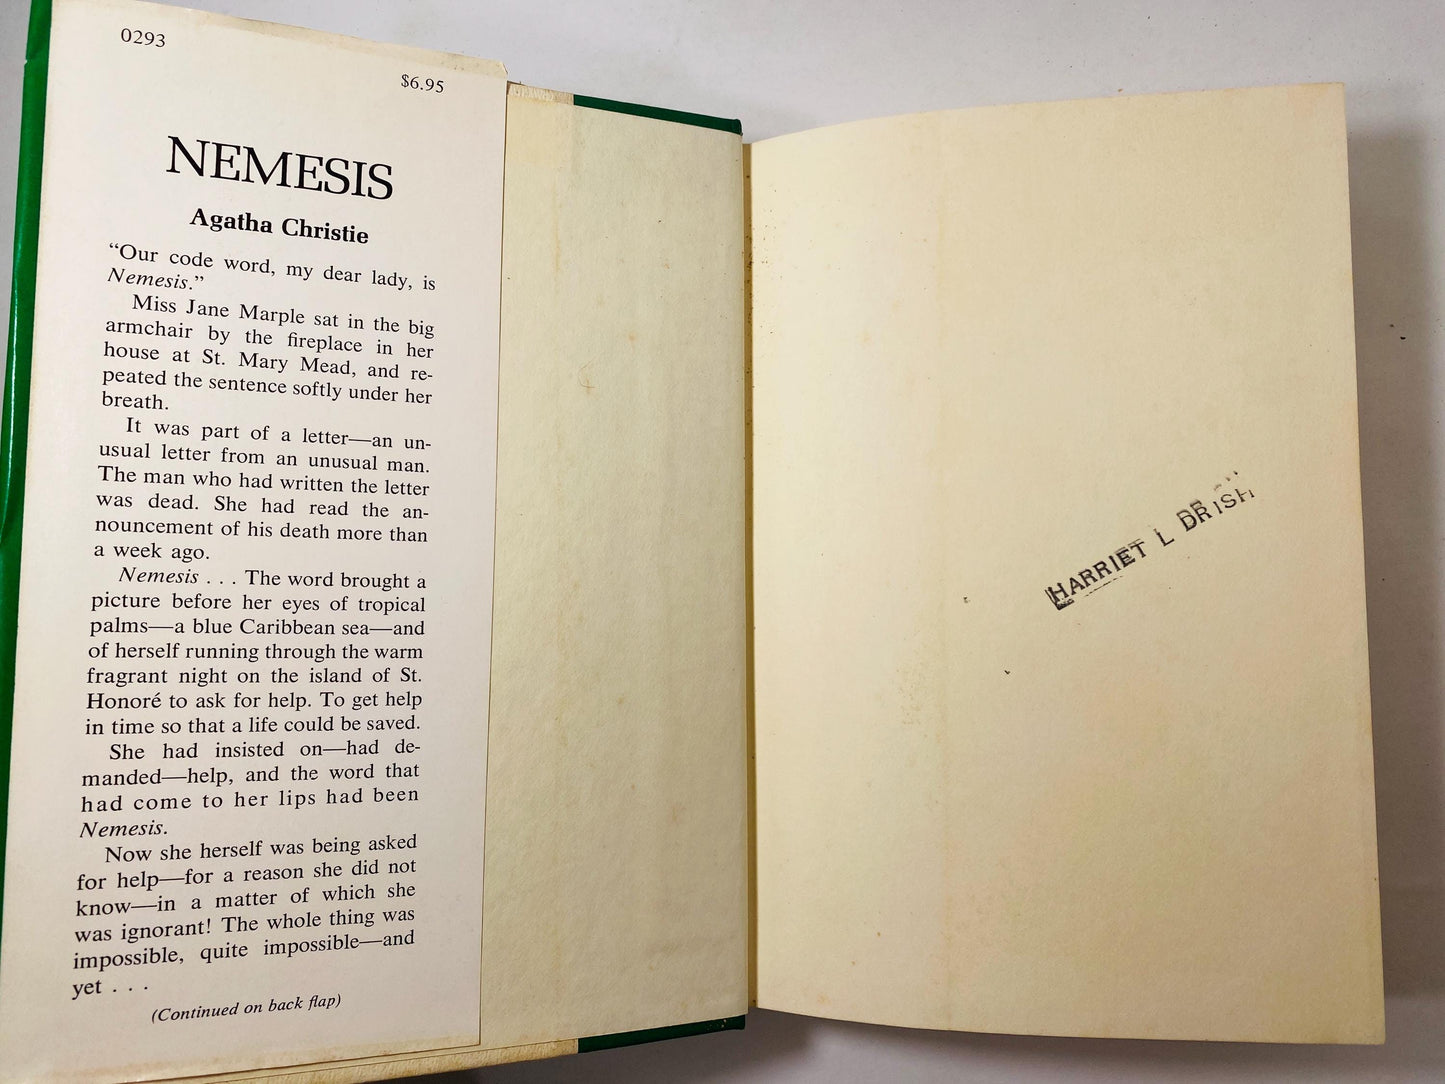 0293
$6.95
NEMESIS
Agatha Christie
“Our code word, my dear lady, is
Nemesis.”
Miss Jane Marple sat in the big
armchair by the fireplace in her
house at St. Mary Mead, and re-
peated the sentence softly under her
breath.
It was part of a letter—an un-
usual letter from an unusual man.
The man who had written the letter
was dead. She had read the an-
nouncement of his death more than
a week ago.
Nemesis . . . The word brought a
picture before her eyes of tropical
palms—a blue Caribbean sea—and
of herself running through the warm
fragrant night on the island of St.
Honoré to ask for help. To get help
in time so that a life could be saved.
She had insisted on—had de-
manded—help, and the word that
had come to her lips had been
Nemesis.
Now she herself was being asked
for help—for a reason she did not
know—in a matter of which she
was ignorant! The whole thing was
impossible, quite impossible—and
yet . . .
(Continued on back flap)
HARRIET L DRISH